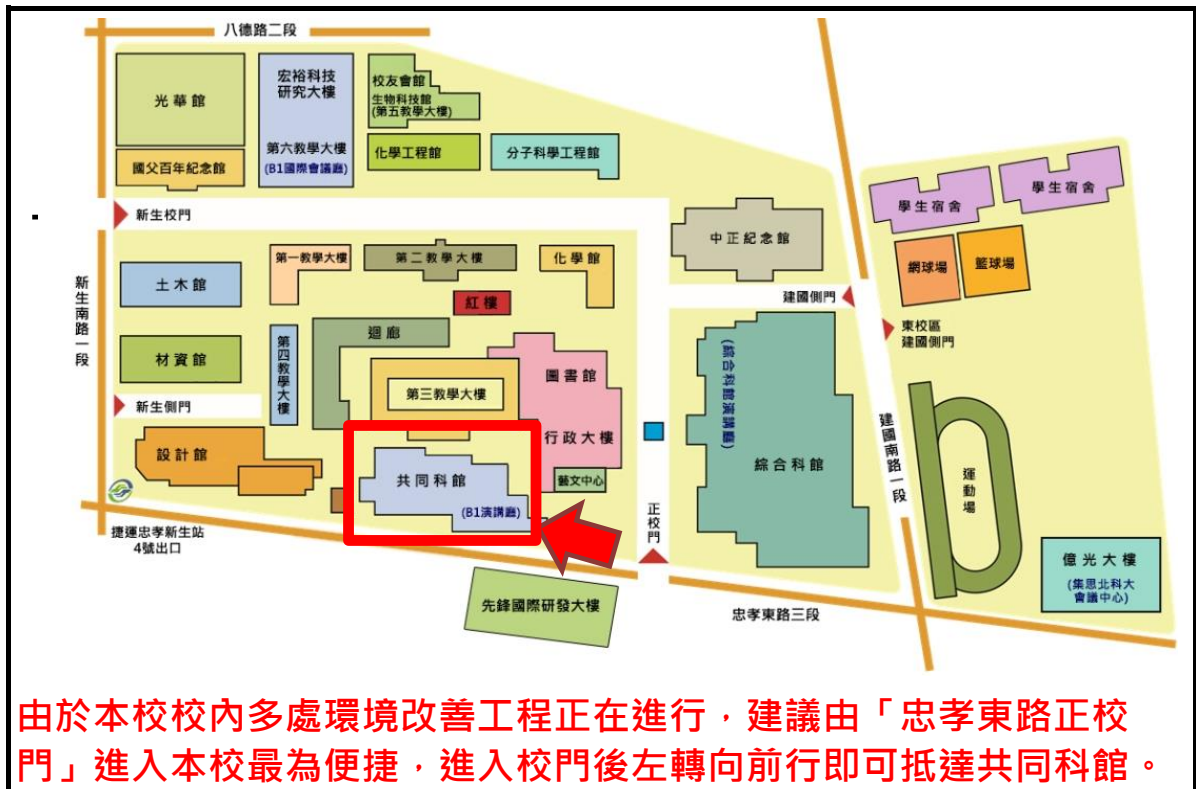 八德路二段
光華館
宏裕科技
研究大樓
第六教學大樓
(B1國際會議廳)
校友會館
生物科技館
(第五教學大樓)
化學工程館
分子科學工程館
國父百年紀念館
新生校門
中正紀念館
學生宿舍
學生宿舍
網球場
籃球場
新生南路一段
土木館
第一教學大樓
第二教學大樓
化學館
紅樓
建國側門
東校區
建國側門
材資館
第四教學大樓
迴廊
第三教學大樓
圖書館
行政大樓
(綜合科館演講廳)
綜合科館
建國南路一段
運動場
新生側門
設計館
共同科館
(B1演講廳)
藝文中心
正校門
捷運忠孝新生站
4號出口
先鋒國際研發大樓
忠孝東路三段
億光大樓
(集思北科大
會議中心)
由於本校校內多處環境改善工程正在進行，建議由「忠孝東路正校
門」進入本校最為便捷，進入校門後左轉向前行即可抵達共同科館。